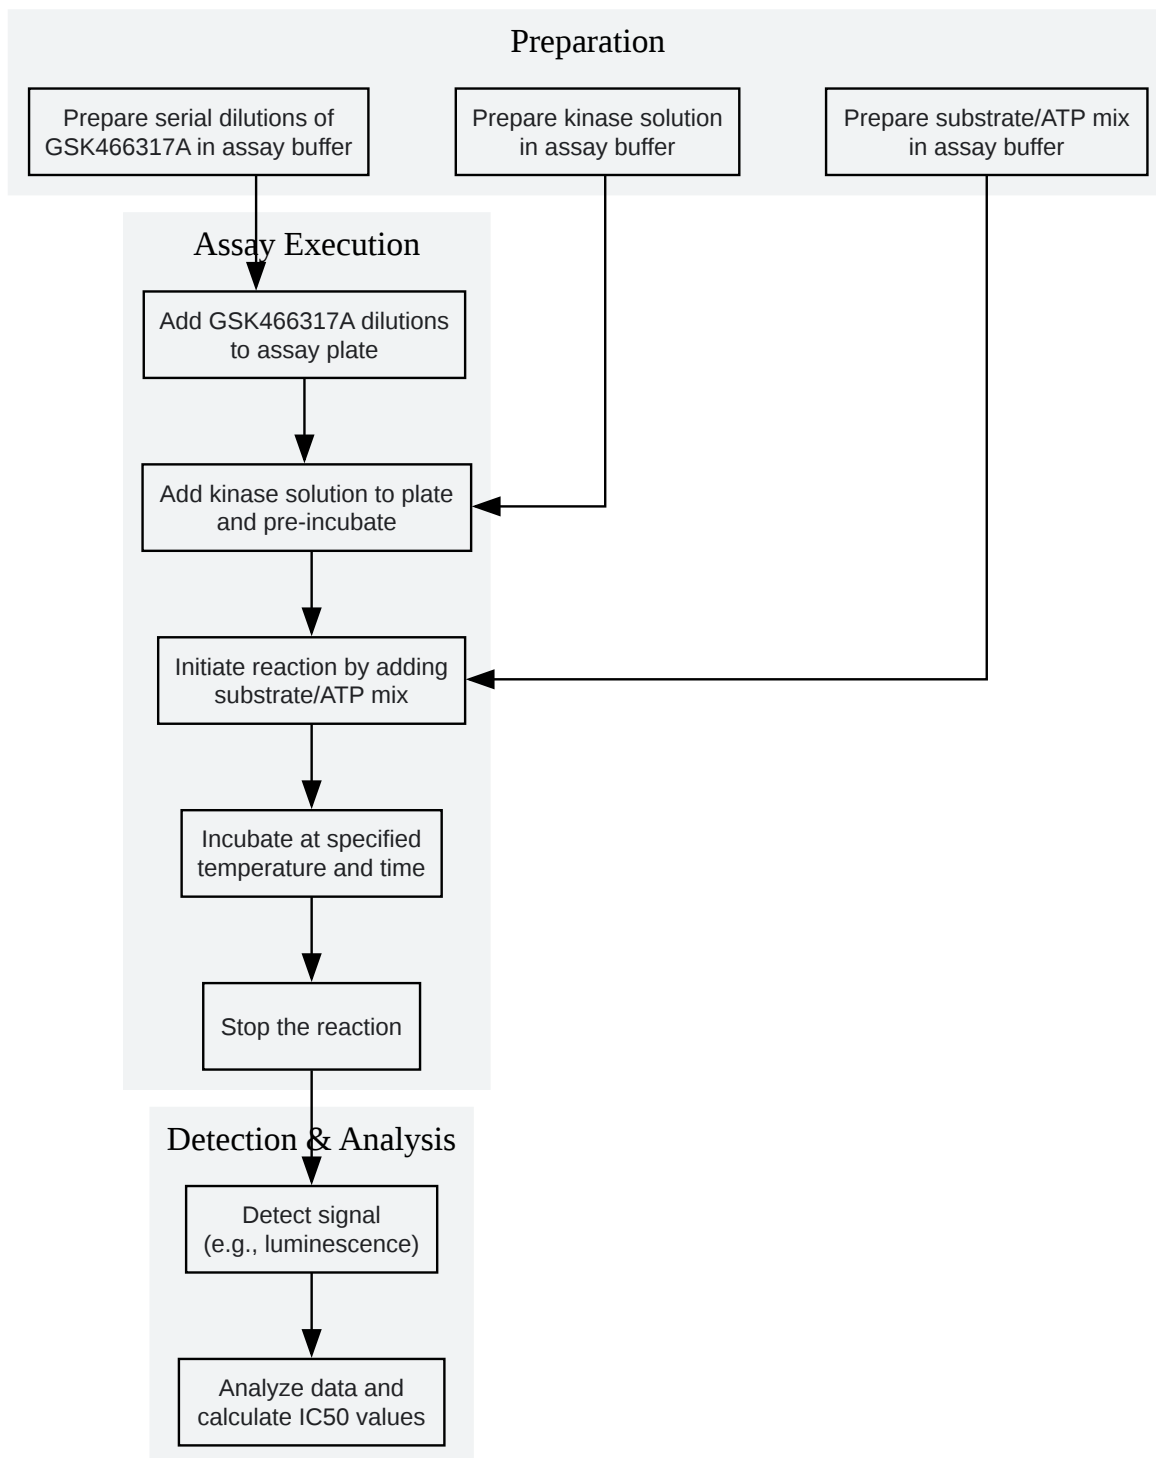 Preparation
Prepare serial dilutions of
GSK466317A in assay buffer
Prepare kinase solution
in assay buffer
Prepare substrate/ATP mix
in assay buffer
Assay Execution
Add GSK466317A dilutions
to assay plate
Add kinase solution to plate
and pre-incubate
Initiate reaction by adding
substrate/ATP mix
Incubate at specified
temperature and time
Stop the reaction
Detection & Analysis
Detect signal
(e.g., luminescence)
Analyze data and
calculate IC50 values